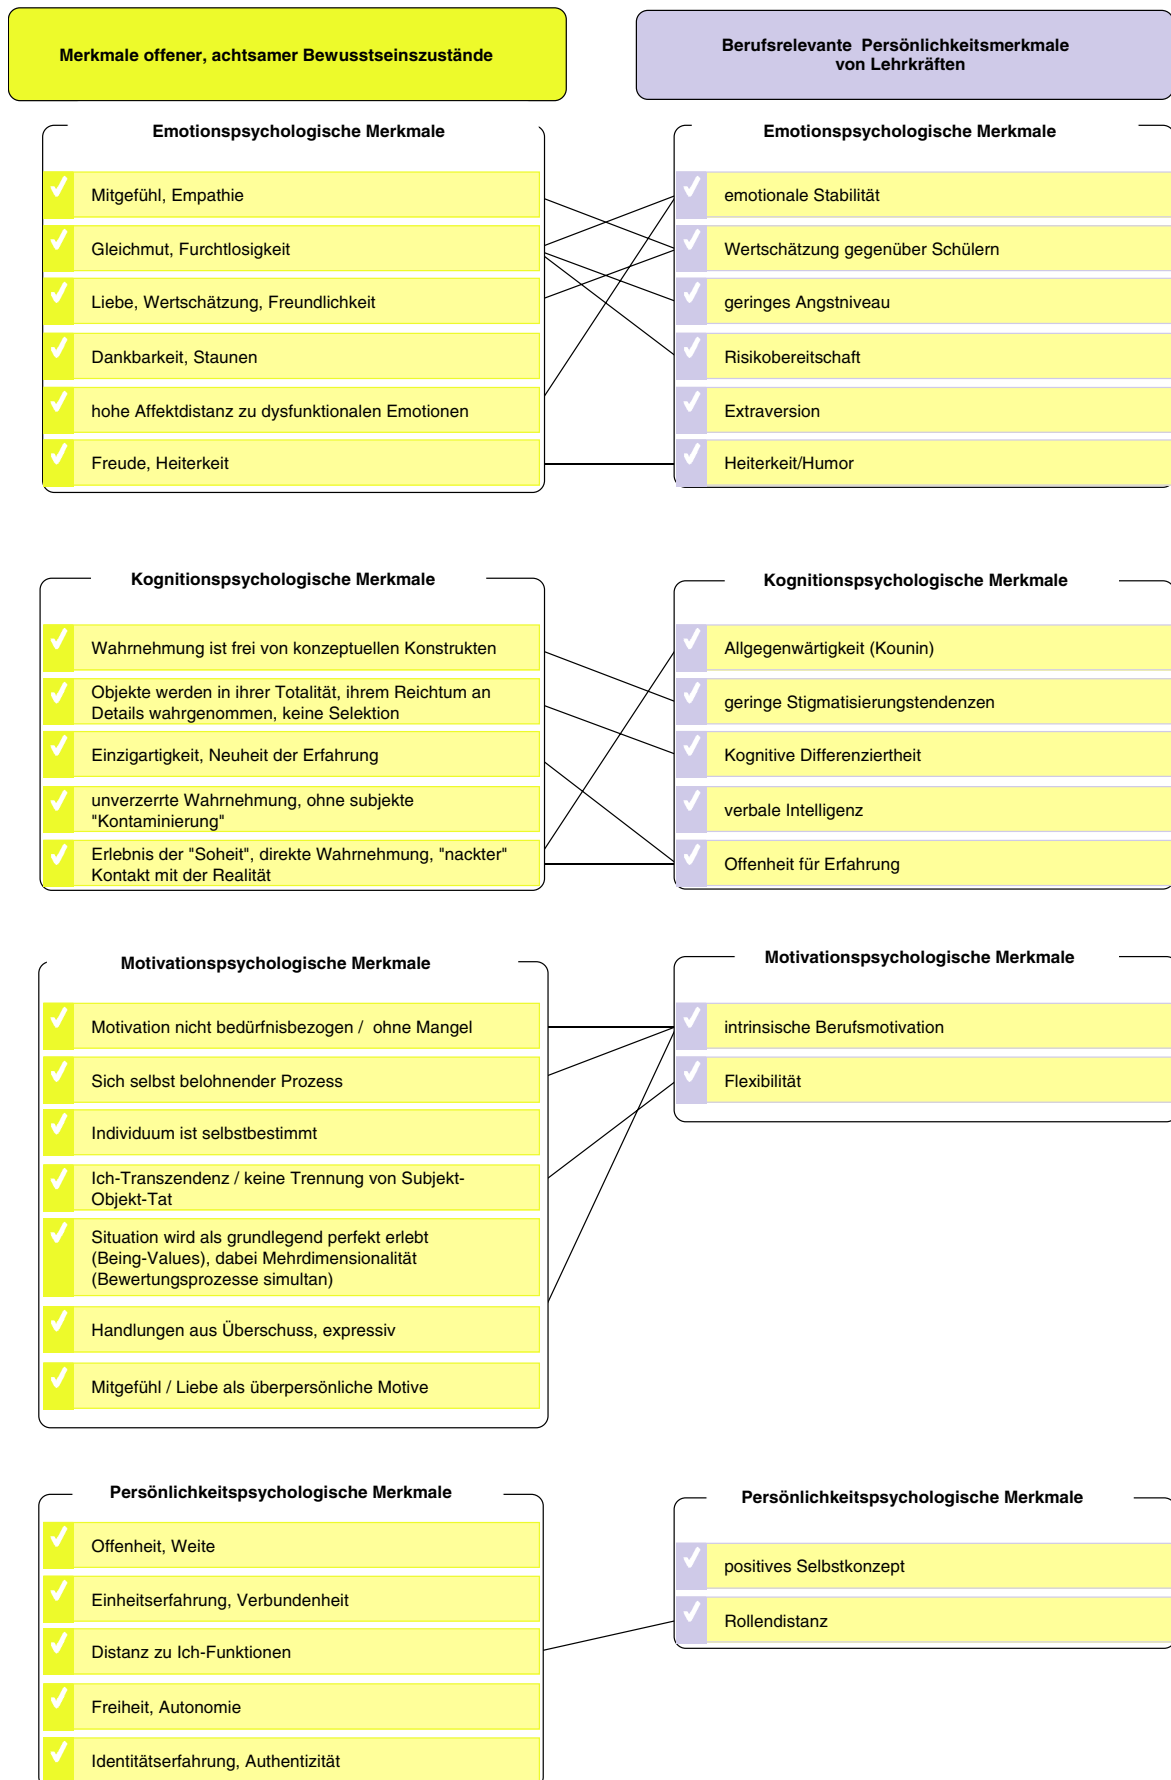 Merkmale offener, achtsamer Bewusstseinszustände
Berufsrelevante Persönlichkeitsmerkmale
von Lehrkräften
Emotionspsychologische Merkmale
Mitgefühl, Empathie
Gleichmut, Furchtlosigkeit
Liebe, Wertschätzung, Freundlichkeit
Dankbarkeit, Staunen
hohe Affektdistanz zu dysfunktionalen Emotionen
Freude, Heiterkeit
Emotionspsychologische Merkmale
emotionale Stabilität
Wertschätzung gegenüber Schülern
geringes Angstniveau
Risikobereitschaft
Extraversion
Heiterkeit/Humor
Kognitionspsychologische Merkmale
Wahrnehmung ist frei von konzeptuellen Konstrukten
Objekte werden in ihrer Totalität, ihrem Reichtum an
Details wahrgenommen, keine Selektion
Einzigartigkeit, Neuheit der Erfahrung
unverzerrte Wahrnehmung, ohne subjekte
"Kontaminierung"
Erlebnis der "Soheit", direkte Wahrnehmung, "nackter"
Kontakt mit der Realität
Kognitionspsychologische Merkmale
Allgegenwärtigkeit (Kounin)
geringe Stigmatisierungstendenzen
Kognitive Differenziertheit
verbale Intelligenz
Offenheit für Erfahrung
Motivationspsychologische Merkmale
Motivation nicht bedürfnisbezogen / ohne Mangel
Sich selbst belohnender Prozess
Individuum ist selbstbestimmt
Ich-Transzendenz / keine Trennung von Subjekt-
Objekt-Tat
Situation wird als grundlegend perfekt erlebt
(Being-Values), dabei Mehrdimensionalität
(Bewertungsprozesse simultan)
Handlungen aus Überschuss, expressiv
Mitgefühl / Liebe als überpersönliche Motive
Motivationspsychologische Merkmale
intrinsische Berufsmotivation
Flexibilität
Persönlichkeitspsychologische Merkmale
Offenheit, Weite
Einheitserfahrung, Verbundenheit
Distanz zu Ich-Funktionen
Freiheit, Autonomie
Identitätserfahrung, Authentizität
Persönlichkeitspsychologische Merkmale
positives Selbstkonzept
Rollendistanz